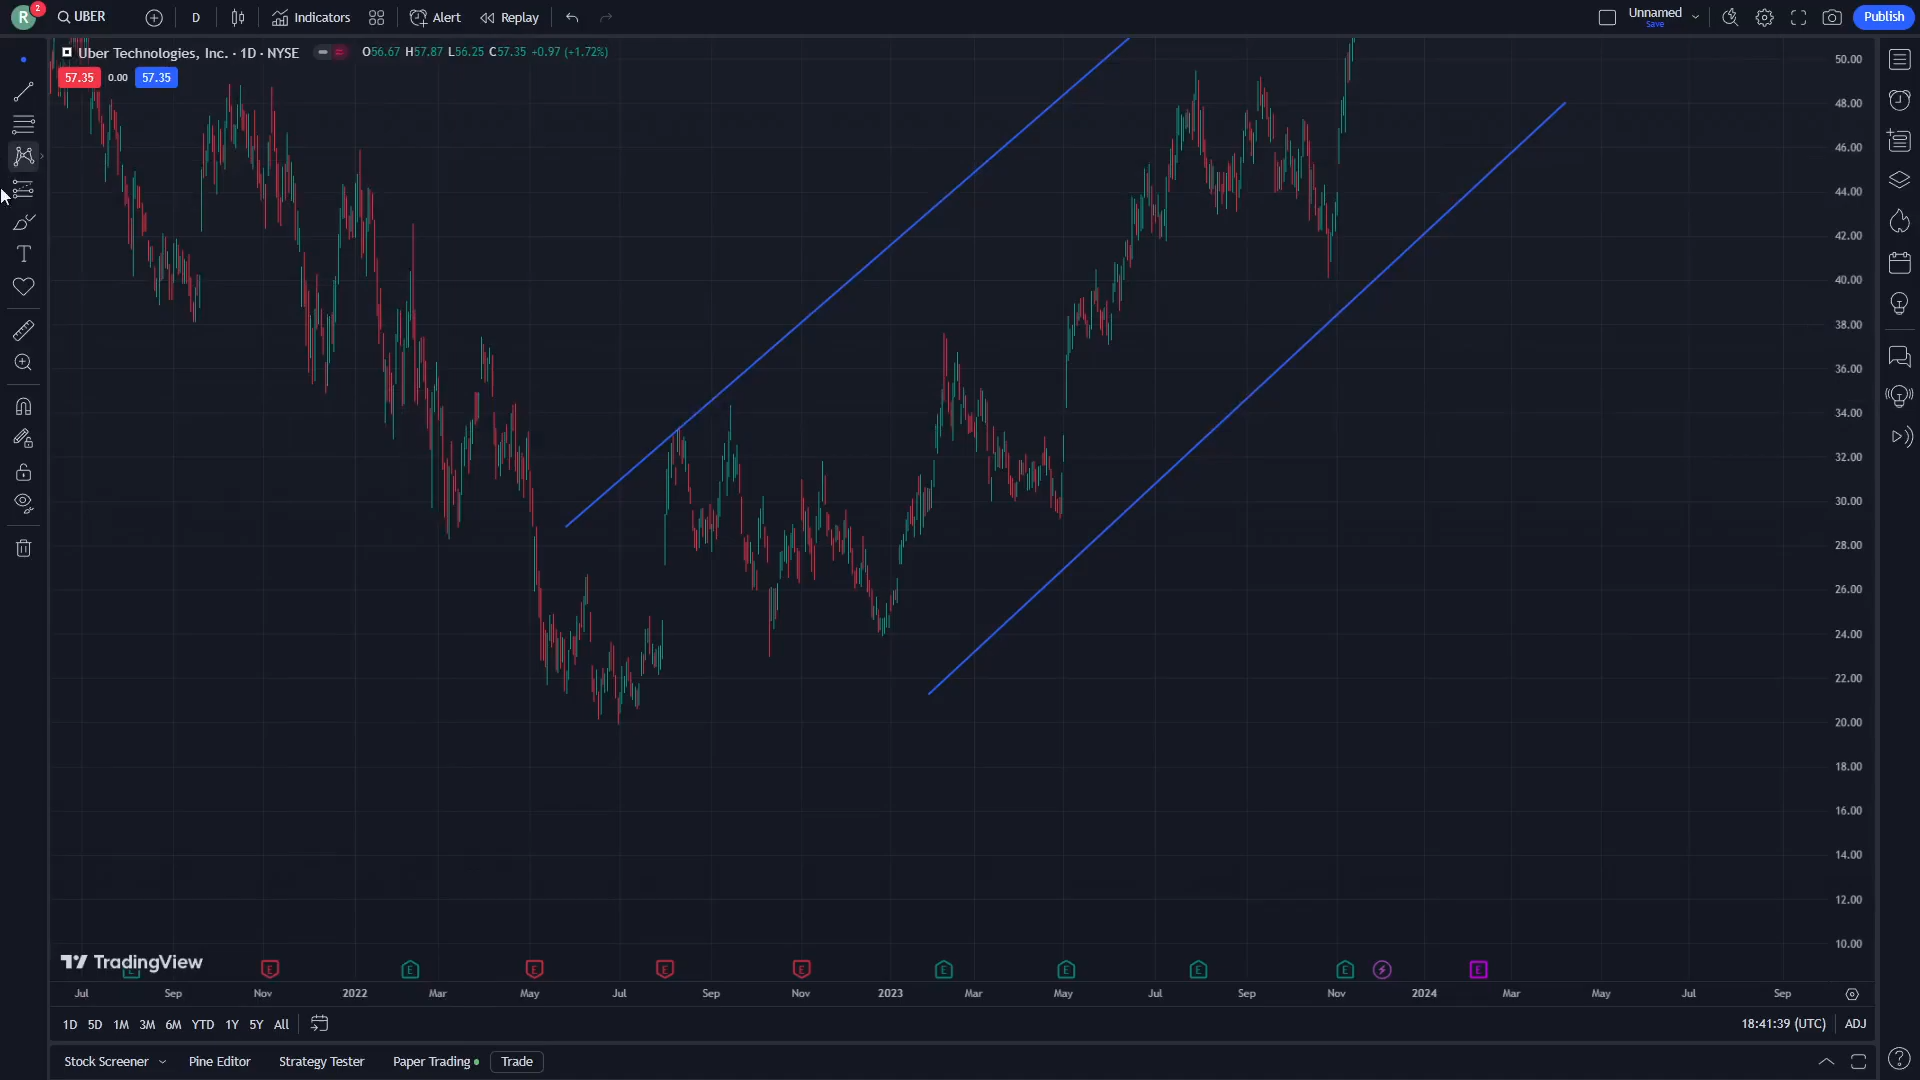 R 2 UBER D Indicators Alert Replay Unnamed Save Publish
Uber Technologies, Inc. · 1D · NYSE O56.67 H57.87 L56.25 C57.35 +0.97 (+1.72%)
57.35 0.00 57.35
50.00
48.00
46.00
44.00
42.00
40.00
38.00
36.00
34.00
32.00
30.00
28.00
26.00
24.00
22.00
20.00
18.00
16.00
14.00
12.00
10.00
TradingView
E E E E E E E E E E E
Jul Sep Nov 2022 Mar May Jul Sep Nov 2023 Mar May Jul Sep Nov 2024 Mar May Jul Sep
1D 5D 1M 3M 6M YTD 1Y 5Y All 18:41:39 (UTC) ADJ
Stock Screener Pine Editor Strategy Tester Paper Trading Trade